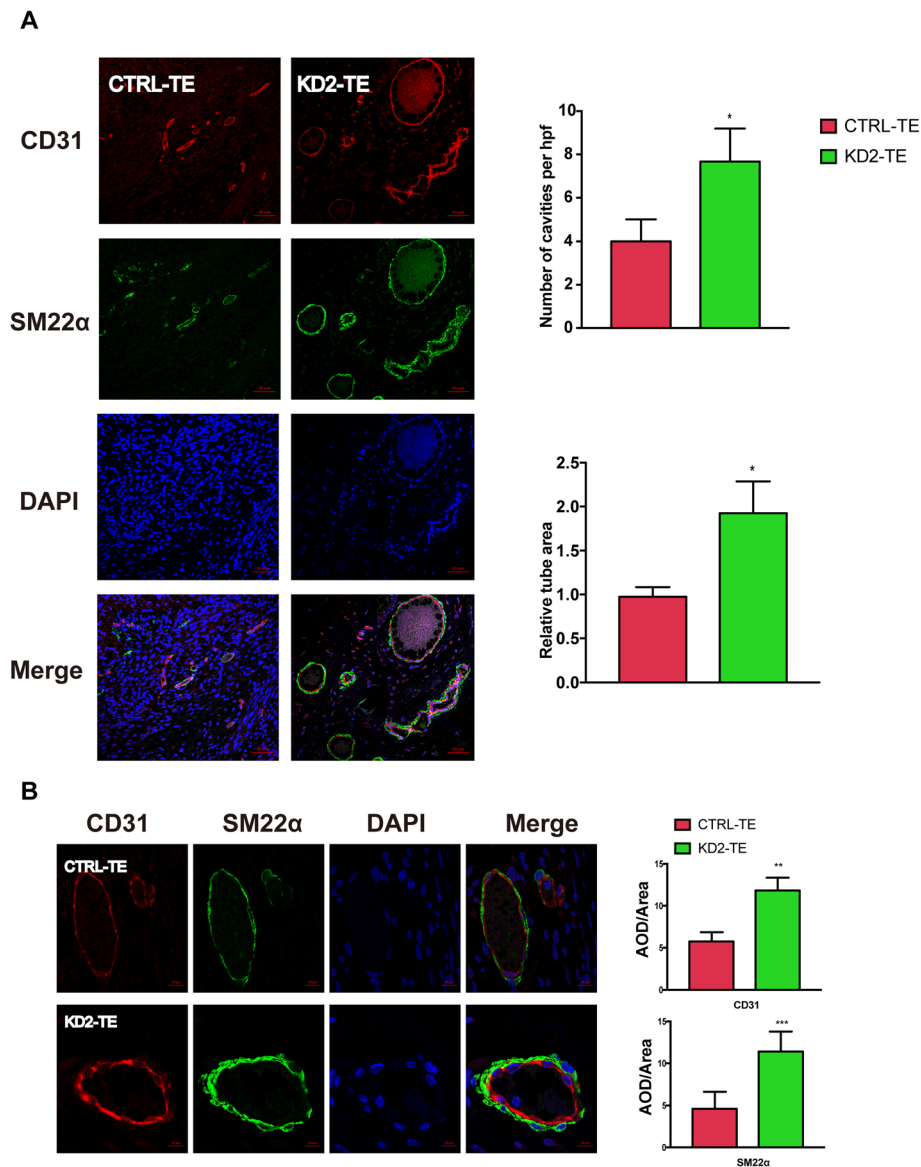 A
CTRL-TE KD2-TE
CD31
SM22α
DAPI
Merge
Number of cavities per hpf
10
8
6
4
2
0
*
CTRL-TE
KD2-TE
Relative tube area
2.5
2.0
1.5
1.0
0.5
0.0
*
B
CD31 SM22α DAPI Merge
CTRL-TE
KD2-TE
CTRL-TE
KD2-TE
AOD/Area
15
10
5
0
**
CD31
AOD/Area
15
10
5
0
***
SM22α